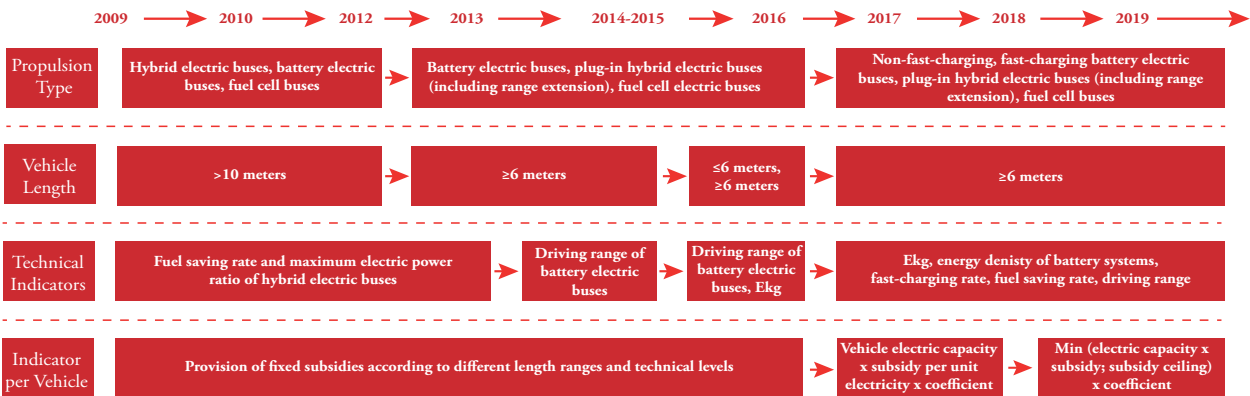 2009 2010 2012 2013 2014-2015 2016 2017 2018 2019
Propulsion
Type
Hybrid electric buses, battery electric
buses, fuel cell buses
Battery electric buses, plug-in hybrid electric buses
(including range extension), fuel cell electric buses
Non-fast-charging, fast-charging battery electric
buses, plug-in hybrid electric buses (including range
extension), fuel cell buses
Vehicle
Length
>10 meters
≥6 meters
≤6 meters,
≥6 meters
≥6 meters
Technical
Indicators
Fuel saving rate and maximum electric power
ratio of hybrid electric buses
Driving range of
battery electric
buses
Driving range of
battery electric
buses, Ekg
Ekg, energy denisty of battery systems,
fast-charging rate, fuel saving rate, driving range
Indicator
per Vehicle
Provision of fixed subsidies according to different length ranges and technical levels
Vehicle electric capacity
x subsidy per unit
electricity x coefficient
Min (electric capacity x
subsidy; subsidy ceiling)
x coefficient